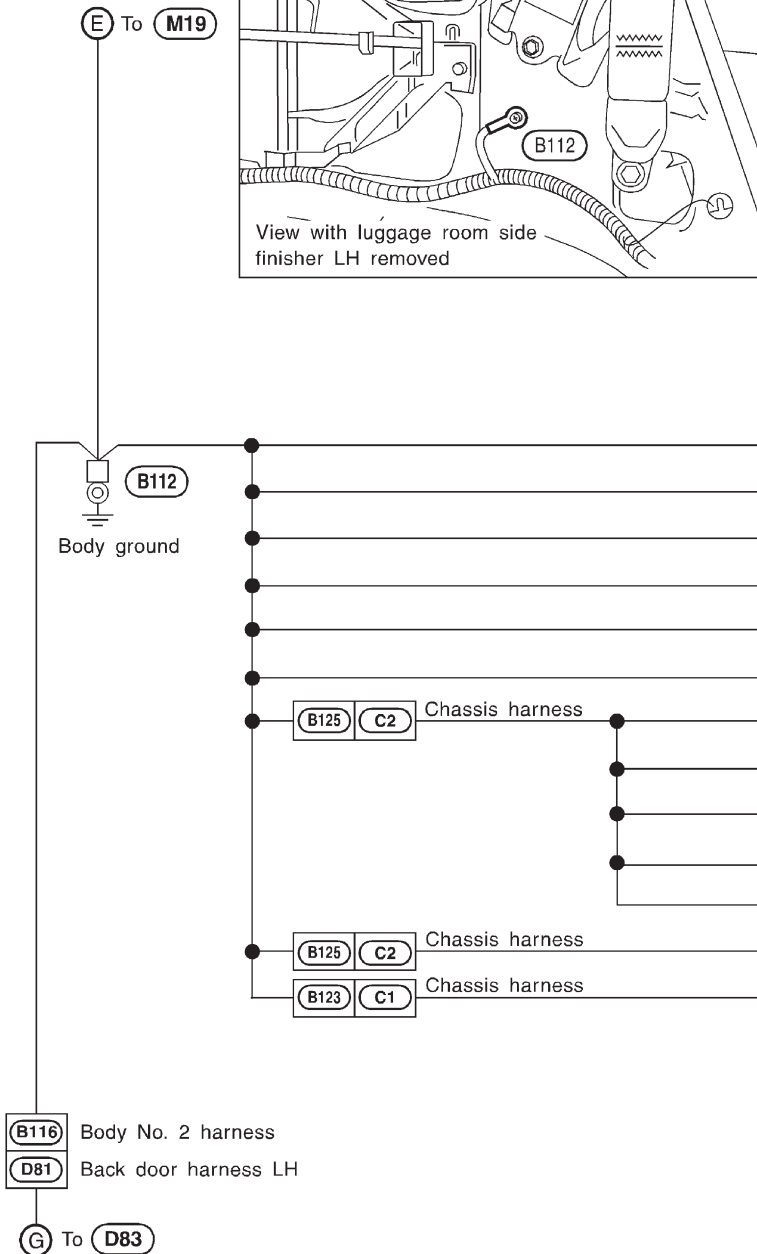 E To M19
B112
View with luggage room side
finisher LH removed
B112
Body ground
B125 C2 Chassis harness
B125 C2 Chassis harness
B123 C1 Chassis harness
B116 Body No. 2 harness
D81 Back door harness LH
G To D83